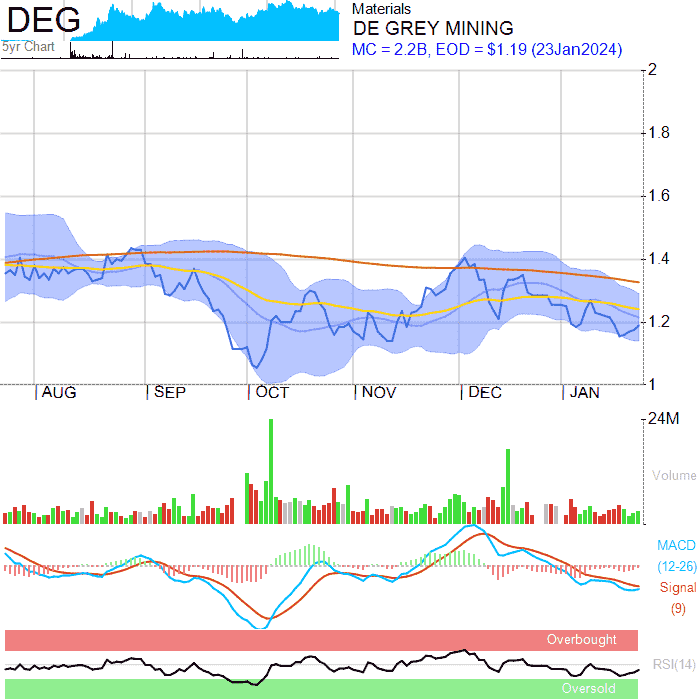 DEG
5yr Chart
Materials
DE GREY MINING
MC = 2.2B, EOD = $1.19 (23Jan2024)
2
1.8
1.6
1.4
1.2
1
AUG SEP OCT NOV DEC JAN
24M
Volume
MACD
(12-26)
Signal
(9)
Overbought
RSI(14)
Oversold